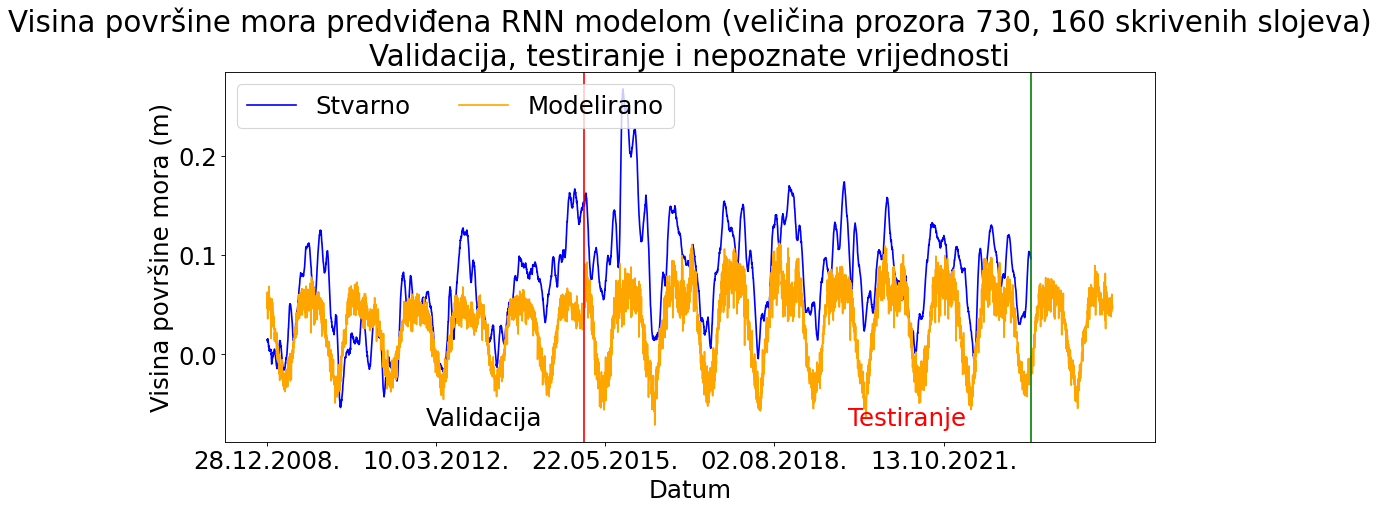 Visina površine mora predviđena RNN modelom (veličina prozora 730, 160 skrivenih slojeva)
Validacija, testiranje i nepoznate vrijednosti
Stvarno
Modelirano
Visina površine mora (m)
0.2
0.1
0.0
Validacija
Testiranje
28.12.2008.
10.03.2012.
22.05.2015.
02.08.2018.
13.10.2021.
Datum